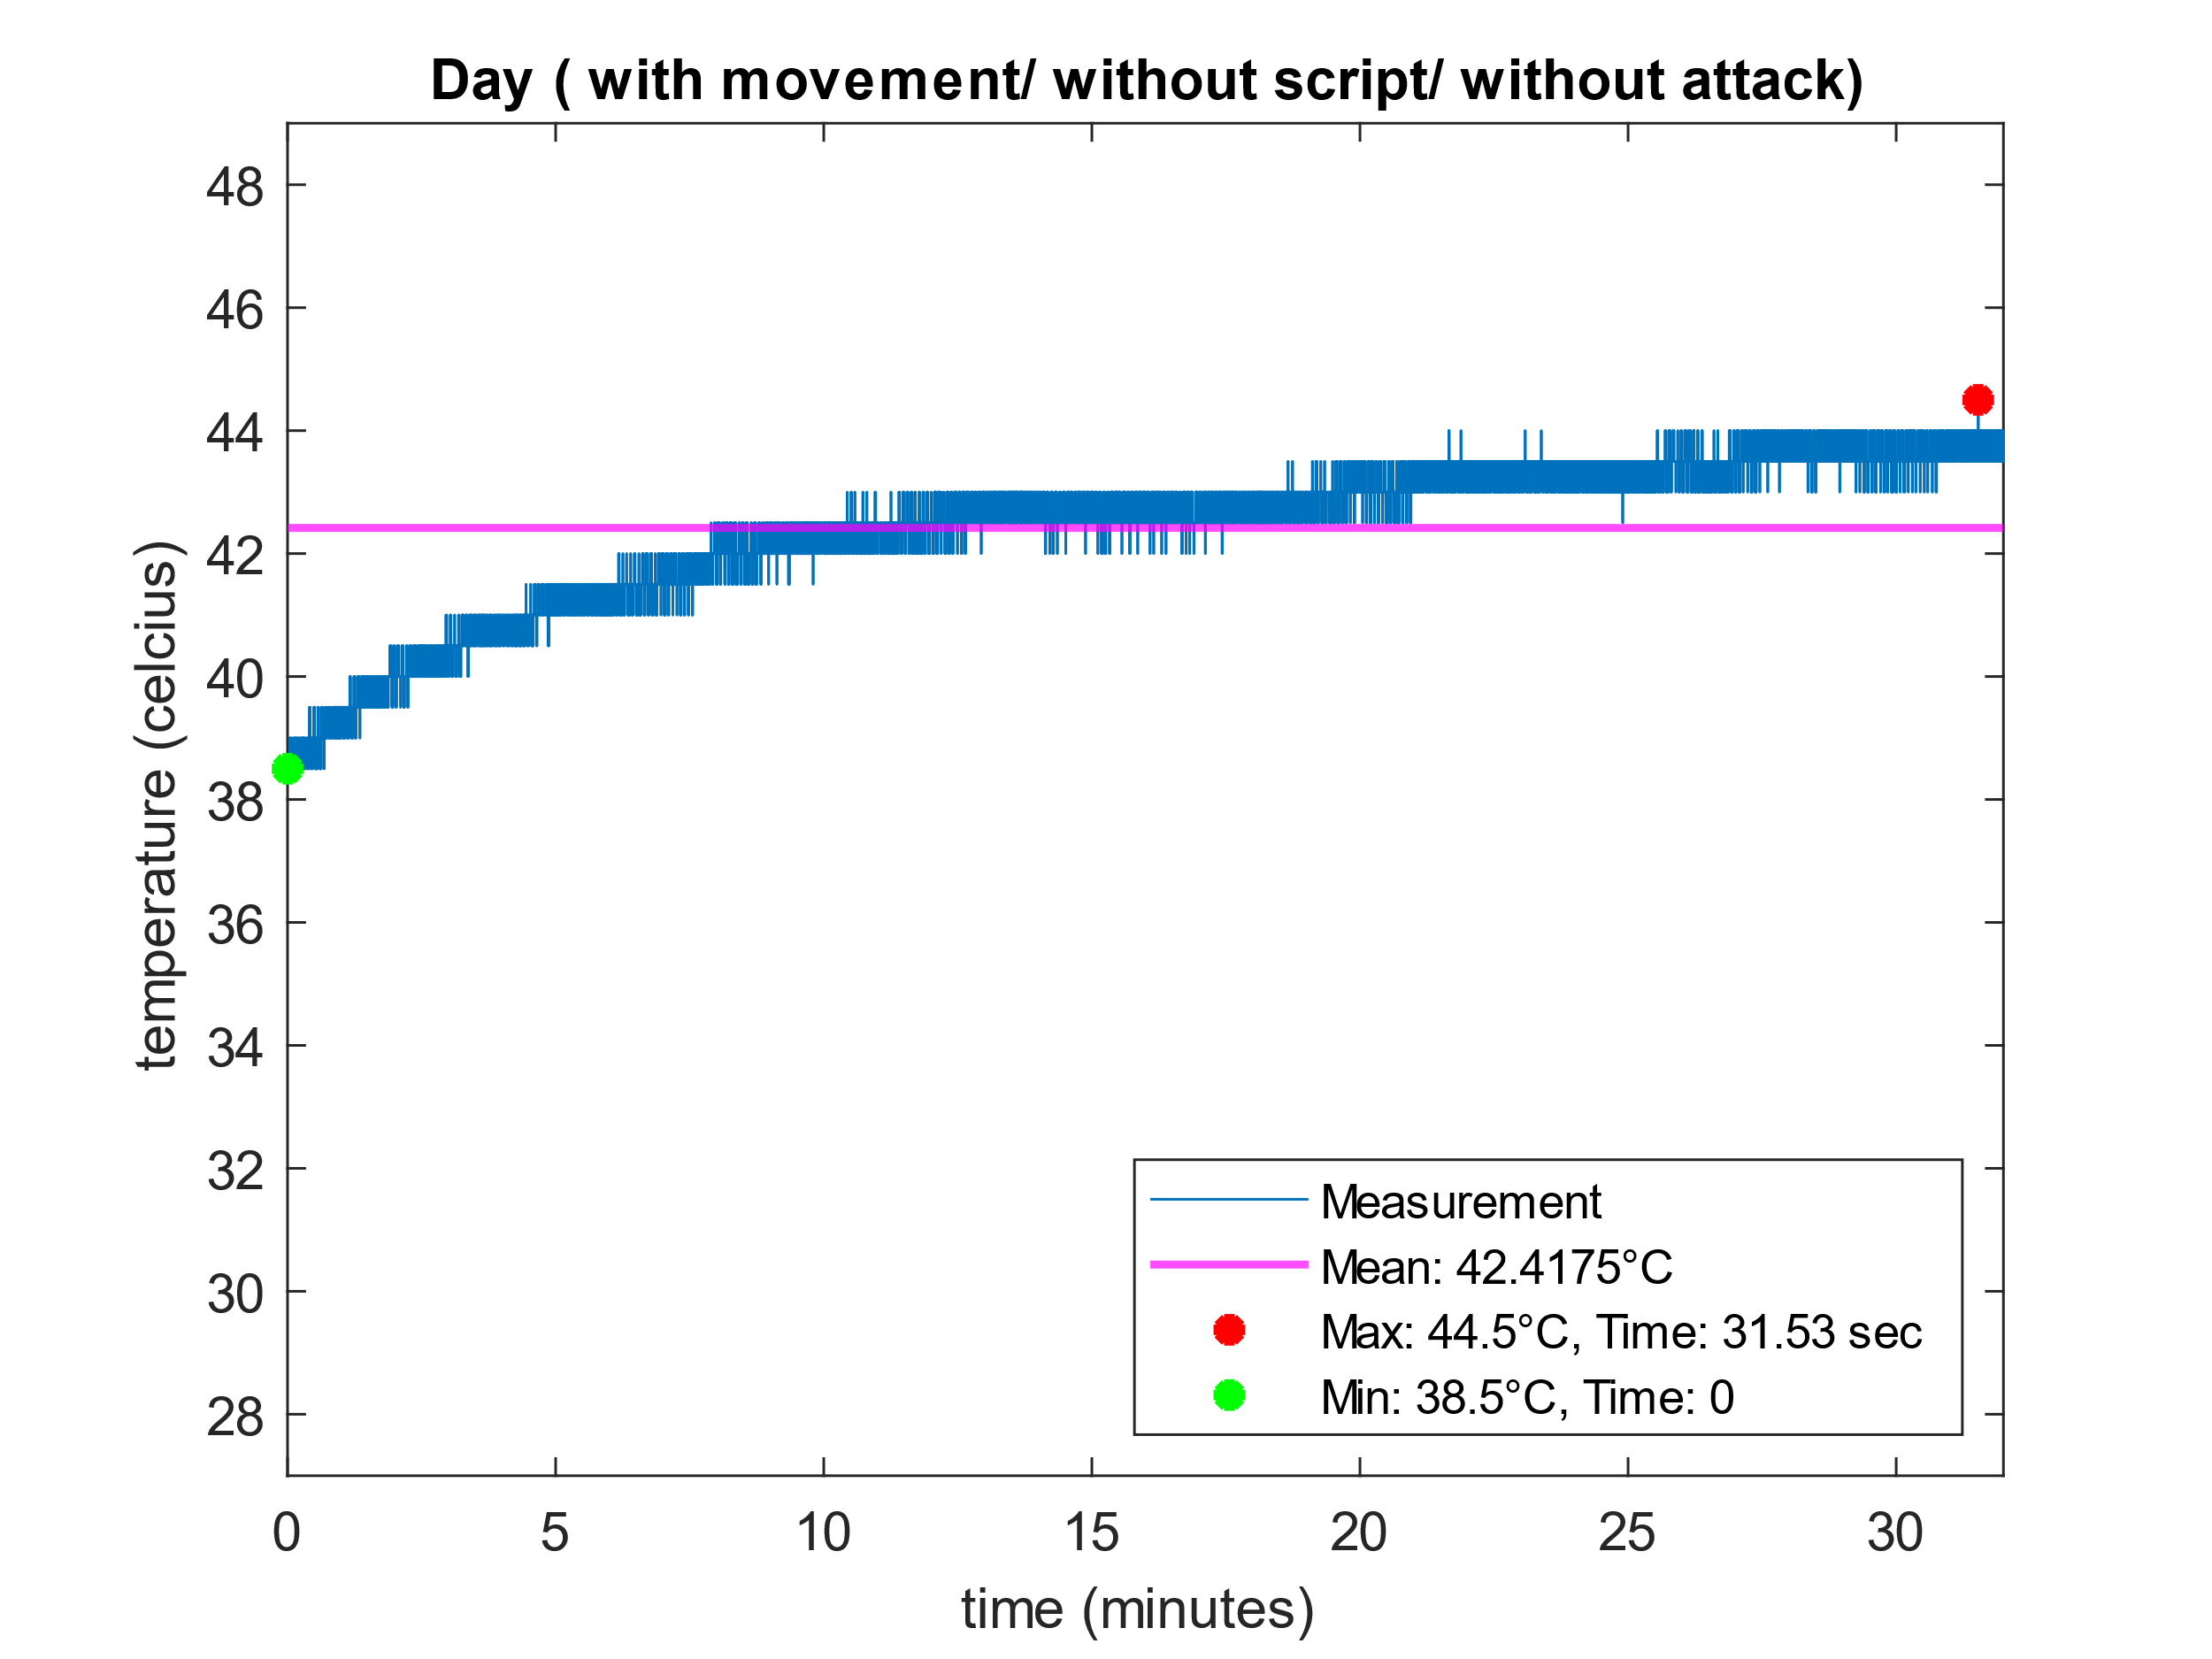 Day ( with movement/ without script/ without attack)
48
46
44
42
40
38
36
34
32
30
28
temperature (celcius)
Measurement
Mean: 42.4175°C
Max: 44.5°C, Time: 31.53 sec
Min: 38.5°C, Time: 0
0 5 10 15 20 25 30
time (minutes)